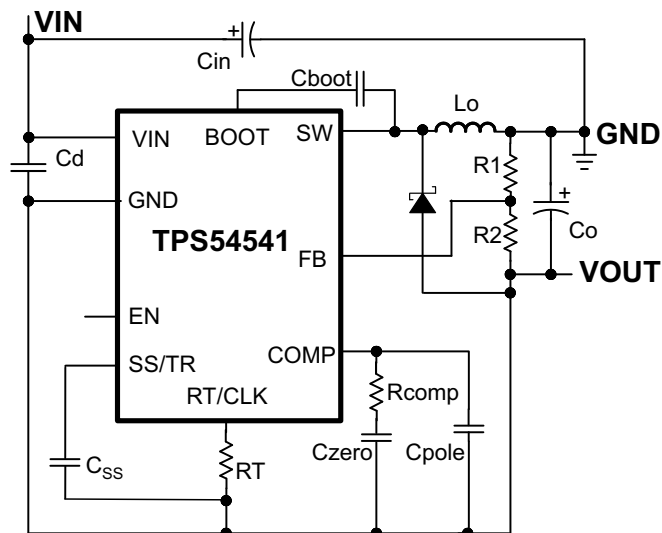 VIN
+
Cin
Cboot
Lo
VIN
BOOT
SW
GND
Cd
R1
+
GND
TPS54541
R2
Co
FB
VOUT
EN
COMP
SS/TR
RT/CLK
Rcomp
Czero
Cpole
CSS
RT